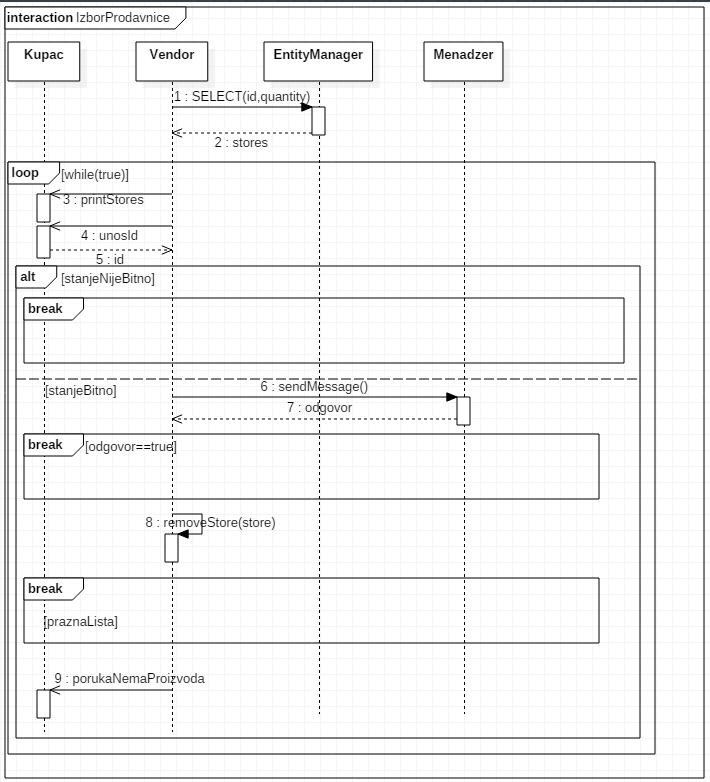 interaction IzborProdavnice
Kupac
Vendor
EntityManager
Menadzer
1 : SELECT(id,quantity)
2 : stores
loop
[while(true)]
3 : printStores
4 : unosId
5 : id
alt
[stanjeNijeBitno]
break
[stanjeBitno]
6 : sendMessage()
7 : odgovor
break
[odgovor==true]
8 : removeStore(store)
break
[praznaLista]
9 : porukaNemaProizvoda